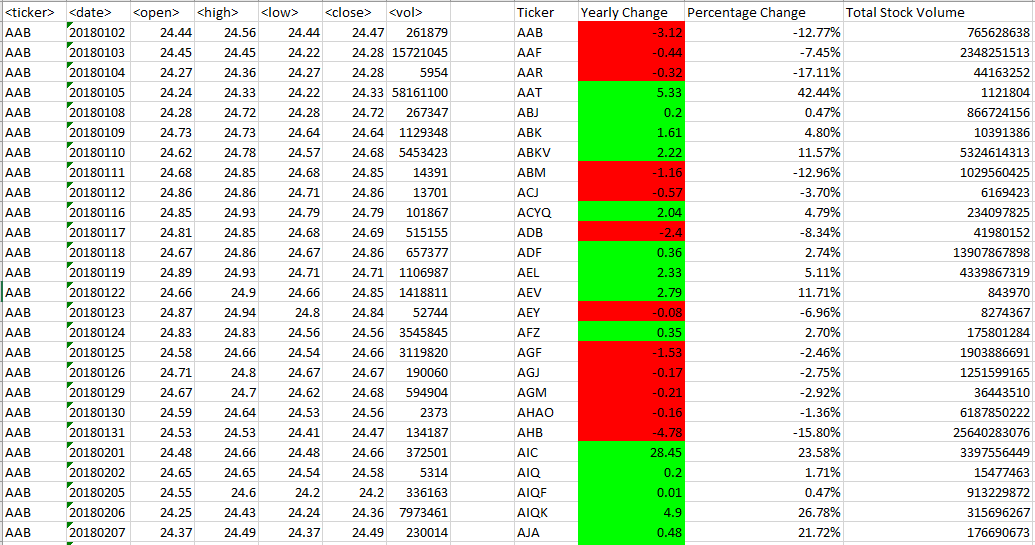 <ticker> <date> <open> <high> <low> <close> <vol> Ticker Yearly Change Percentage Change Total Stock Volume
AAB 20180102 24.44 24.56 24.44 24.47 261879 AAB -3.12 -12.77% 765628638
AAB 20180103 24.45 24.45 24.22 24.28 15721045 AAF -0.44 -7.45% 2348251513
AAB 20180104 24.27 24.36 24.27 24.28 5954 AAR -0.32 -17.11% 44163252
AAB 20180105 24.24 24.33 24.22 24.33 58161100 AAT 5.33 42.44% 1121804
AAB 20180108 24.28 24.72 24.28 24.72 267347 ABJ 0.2 0.47% 866724156
AAB 20180109 24.73 24.73 24.64 24.64 1129348 ABK 1.61 4.80% 10391386
AAB 20180110 24.62 24.78 24.57 24.68 5453423 ABKV 2.22 11.57% 5324614313
AAB 20180111 24.68 24.85 24.68 24.85 14391 ABM -1.16 -12.96% 1029560425
AAB 20180112 24.86 24.86 24.71 24.86 13701 ACJ -0.57 -3.70% 6169423
AAB 20180116 24.85 24.93 24.79 24.79 101867 ACYQ 2.04 4.79% 234097825
AAB 20180117 24.81 24.85 24.68 24.69 515155 ADB -2.4 -8.34% 41980152
AAB 20180118 24.67 24.86 24.67 24.86 657377 ADF 0.36 2.74% 13907867898
AAB 20180119 24.89 24.93 24.71 24.71 1106987 AEL 2.33 5.11% 4339867319
AAB 20180122 24.66 24.9 24.66 24.85 1418811 AEV 2.79 11.71% 843970
AAB 20180123 24.87 24.94 24.8 24.84 52744 AEY -0.08 -6.96% 8274367
AAB 20180124 24.83 24.83 24.56 24.56 3545845 AFZ 0.35 2.70% 175801284
AAB 20180125 24.58 24.66 24.54 24.66 3119820 AGF -1.53 -2.46% 1903886691
AAB 20180126 24.71 24.8 24.67 24.67 190060 AGJ -0.17 -2.75% 1251599165
AAB 20180129 24.67 24.7 24.62 24.68 594904 AGM -0.21 -2.92% 36443510
AAB 20180130 24.59 24.64 24.53 24.56 2373 AHAO -0.16 -1.36% 6187850222
AAB 20180131 24.53 24.53 24.41 24.47 134187 AHB -4.78 -15.80% 25640283076
AAB 20180201 24.48 24.66 24.48 24.66 372501 AIC 28.45 23.58% 3397556449
AAB 20180202 24.65 24.65 24.54 24.58 5314 AIQ 0.2 1.71% 15477463
AAB 20180205 24.55 24.6 24.2 24.2 336163 AIQF 0.01 0.47% 913229872
AAB 20180206 24.25 24.43 24.24 24.36 7973461 AIQK 4.9 26.78% 315696267
AAB 20180207 24.37 24.49 24.37 24.49 230014 AJA 0.48 21.72% 176690673